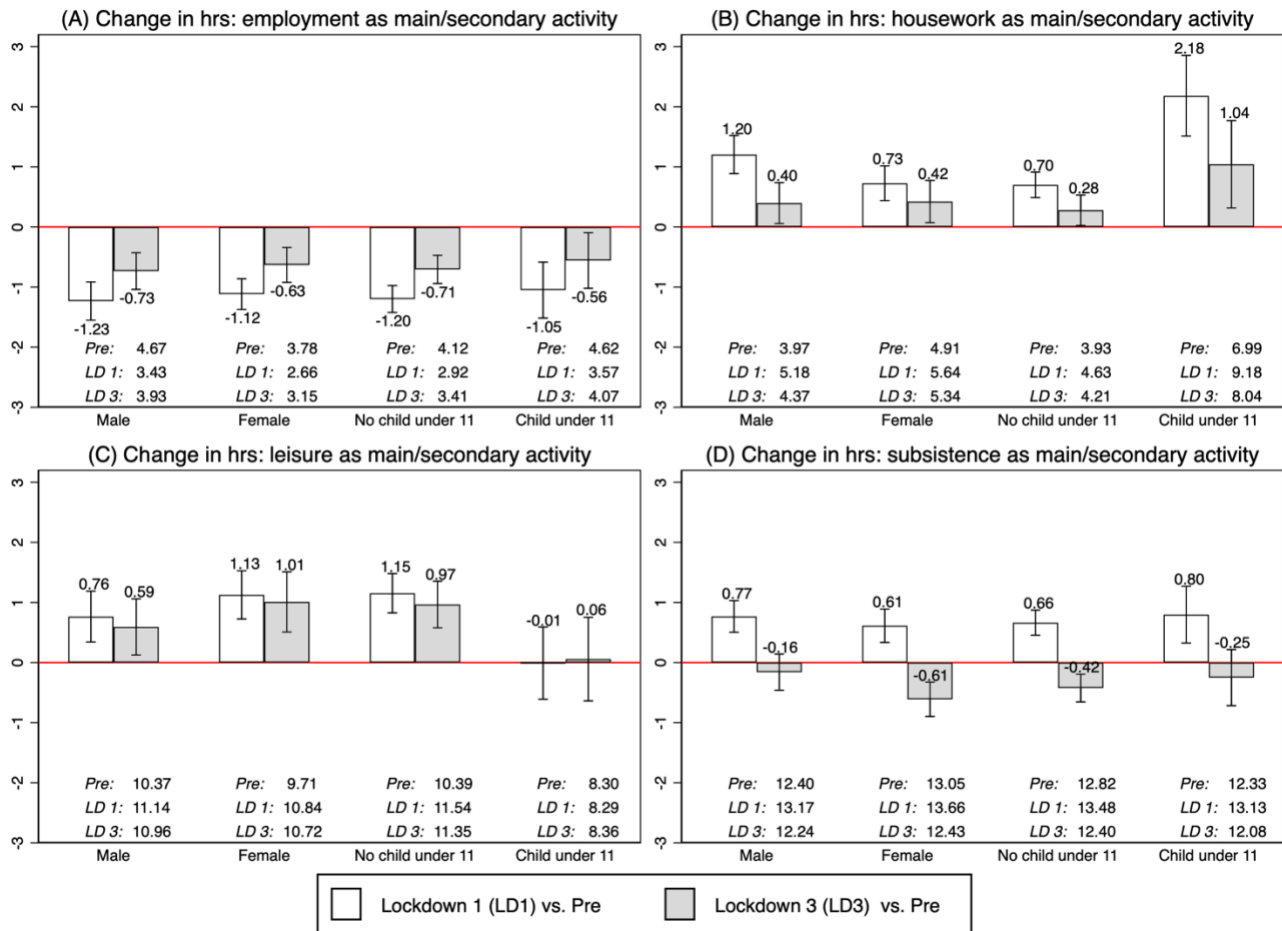 (A) Change in hrs: employment as main/secondary activity
3
2
1
0
-1
-2
-3
-1.23
-0.73
-1.12
-0.63
-1.20
-0.71
-1.05
-0.56
Pre: 4.67 Pre: 3.78 Pre: 4.12 Pre: 4.62
LD 1: 3.43 LD 1: 2.66 LD 1: 2.92 LD 1: 3.57
LD 3: 3.93 LD 3: 3.15 LD 3: 3.41 LD 3: 4.07
Male Female No child under 11 Child under 11
(B) Change in hrs: housework as main/secondary activity
3
2
1
0
-1
-2
-3
1.20
0.40
0.73
0.42
0.70
0.28
2.18
1.04
Pre: 3.97 Pre: 4.91 Pre: 3.93 Pre: 6.99
LD 1: 5.18 LD 1: 5.64 LD 1: 4.63 LD 1: 9.18
LD 3: 4.37 LD 3: 5.34 LD 3: 4.21 LD 3: 8.04
Male Female No child under 11 Child under 11
(C) Change in hrs: leisure as main/secondary activity
3
2
1
0
-1
-2
-3
0.76
0.59
1.13
1.01
1.15
0.97
-0.01
0.06
Pre: 10.37 Pre: 9.71 Pre: 10.39 Pre: 8.30
LD 1: 11.14 LD 1: 10.84 LD 1: 11.54 LD 1: 8.29
LD 3: 10.96 LD 3: 10.72 LD 3: 11.35 LD 3: 8.36
Male Female No child under 11 Child under 11
(D) Change in hrs: subsistence as main/secondary activity
3
2
1
0
-1
-2
-3
0.77
-0.16
0.61
-0.61
0.66
-0.42
0.80
-0.25
Pre: 12.40 Pre: 13.05 Pre: 12.82 Pre: 12.33
LD 1: 13.17 LD 1: 13.66 LD 1: 13.48 LD 1: 13.13
LD 3: 12.24 LD 3: 12.43 LD 3: 12.40 LD 3: 12.08
Male Female No child under 11 Child under 11
Lockdown 1 (LD1) vs. Pre Lockdown 3 (LD3) vs. Pre